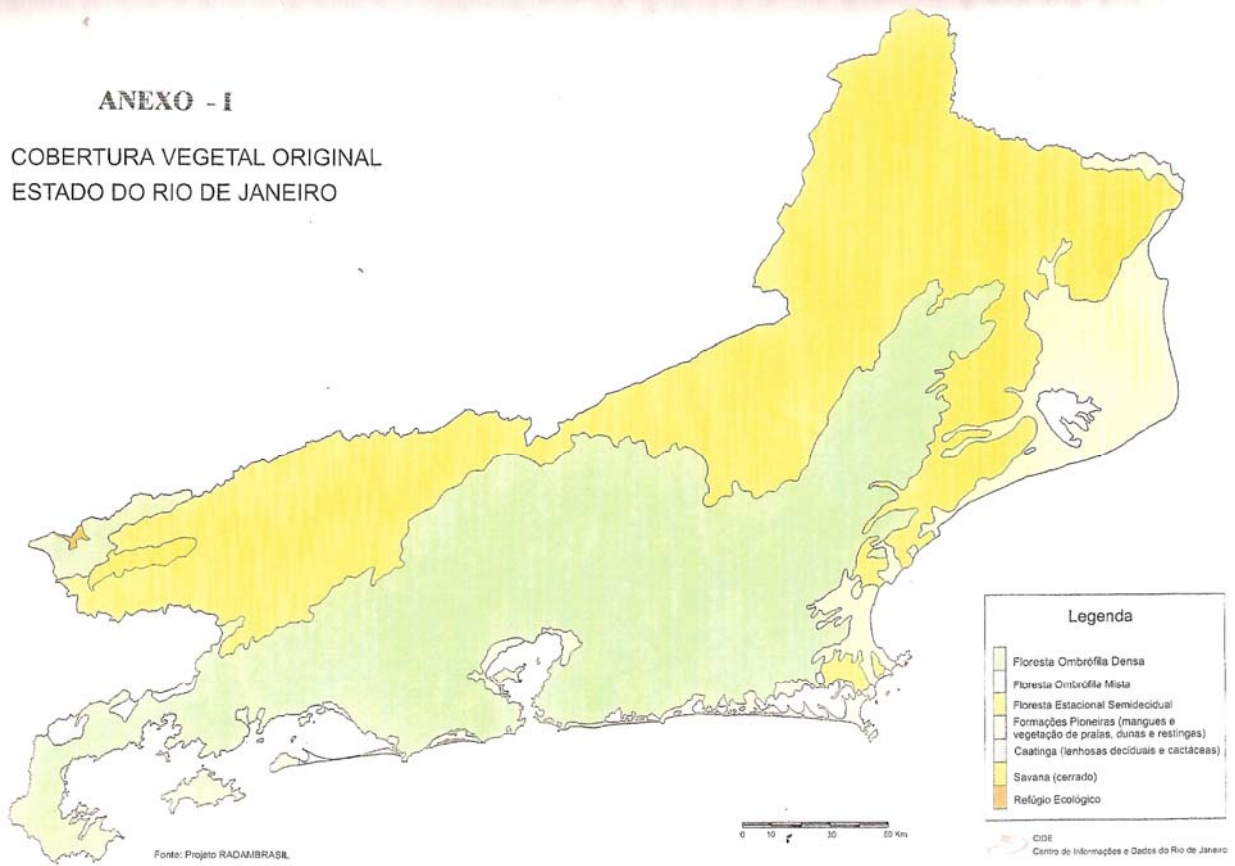 ANEXO - I
COBERTURA VEGETAL ORIGINAL
ESTADO DO RIO DE JANEIRO
Legenda
Floresta Ombrófila Densa
Floresta Ombrófila Mista
Floresta Estacional Semidecidual
Formações Pioneiras (mangues e
vegetação de praias, dunas e restingas)
Caatinga (lenhosas deciduais e cactáceas)
Savana (cerrado)
Refúgio Ecológico
0 10 30 50 Km
Fonte: Projeto RADAMBRASIL
CIDE
Centro de Informações e Dados do Rio de Janeiro